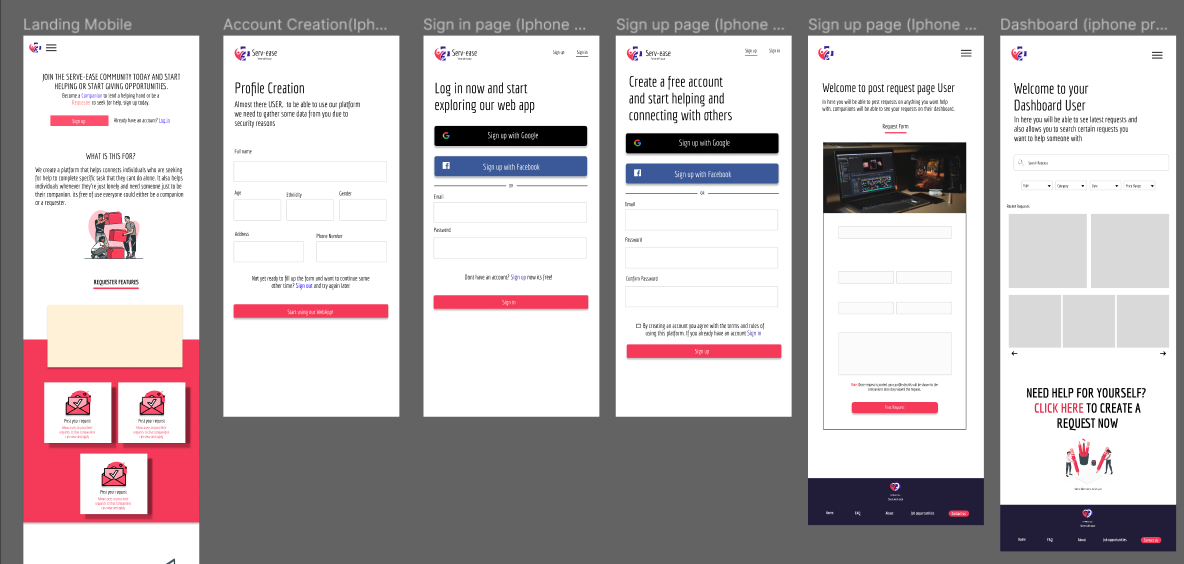 Landing Mobile
JOIN THE SERVE-EASE COMMUNITY TODAY AND START
HELPING OR START GIVING OPPORTUNITIES.
Become a Companion to lend a helping hand or be a
Requester to seek for help, sign up today.
Sign up
Already have an account? Log in
WHAT IS THIS FOR?
We create a platform that helps connects individuals who are seeking
for help to complete specific task that they cant do alone. It also helps
individuals whenever they're just lonely and need someone just to be
their companion. Its free of use everyone could either be a companion
or a requester.
REQUESTER FEATURES
Post your request
Post your request
Post your request
Account Creation(Iph...
Serv-ease
Profile Creation
Almost there USER, to be able to use our platform
we need to gather some data from you due to
security reasons
Full name
Age
Ethnicity
Gender
Address
Phone Number
Not yet ready to fill up the form and want to continue some
other time? Sign out and try again later.
Start using our WebApp!
Sign in page (Iphone ...
Serv-ease
Sign up
Sign in
Log in now and start
exploring our web app
Sign up with Google
Sign up with Facebook
OR
Email
Password
Dont have an account? Sign up now its free!
Sign in
Sign up page (Iphone ...
Serv-ease
Sign up
Sign in
Create a free account
and start helping and
connecting with others
Sign up with Google
Sign up with Facebook
OR
Email
Password
Confirm Password
By creating an account you agree with the terms and rules of
using this platform. If you already have an account Sign in
Sign up
Sign up page (Iphone ...
Welcome to post request page User
In here you will be able to post requests on anything you want help
with, companions will be able to see your requests on their dashboard.
Request Form
Post Request
Home
FAQ
About
Job opportunities
Contact us
Dashboard (iphone pr...
Welcome to your
Dashboard User
In here you will be able to see latest requests and
also allows you to search certain requests you
want to help someone with
Search Requests
Type
Category
Date
Price Range
Recent Requests
NEED HELP FOR YOURSELF?
CLICK HERE TO CREATE A
REQUEST NOW
Home
FAQ
About
Job opportunities
Contact us